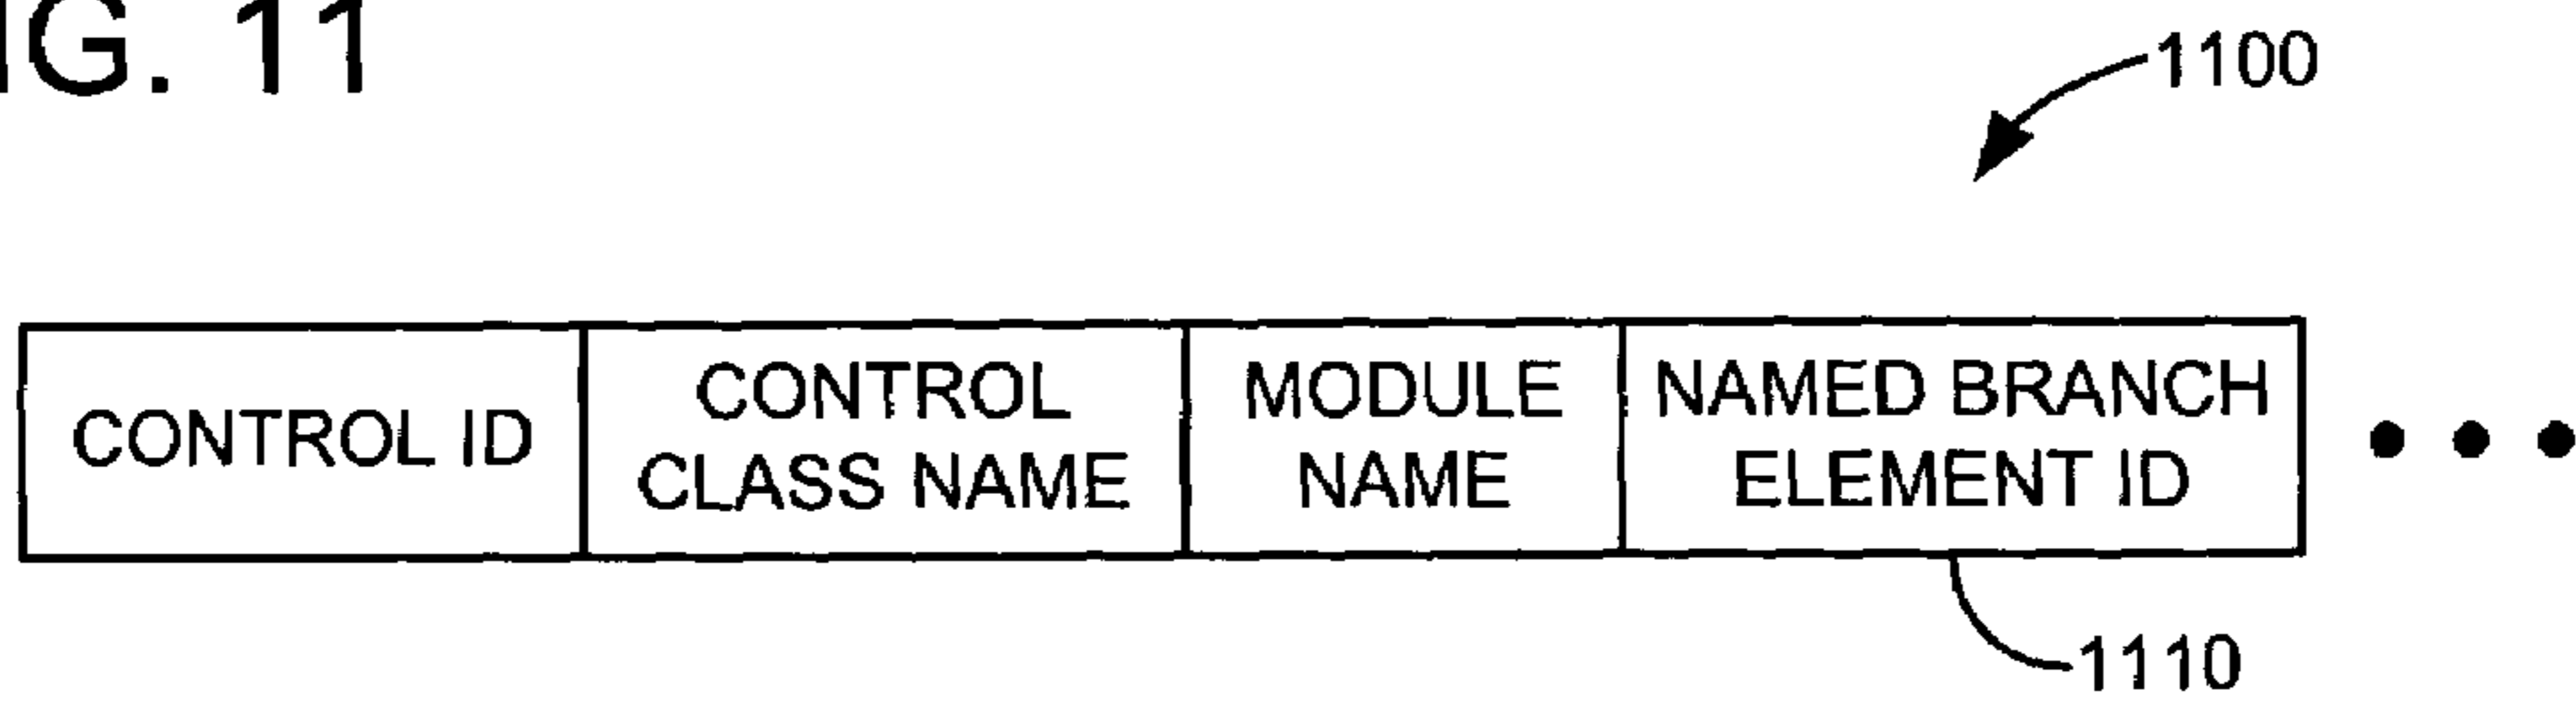 IG. 11
1100
CONTROL ID
CONTROL
CLASS NAME
MODULE
NAME
NAMED BRANCH
ELEMENT ID
1110